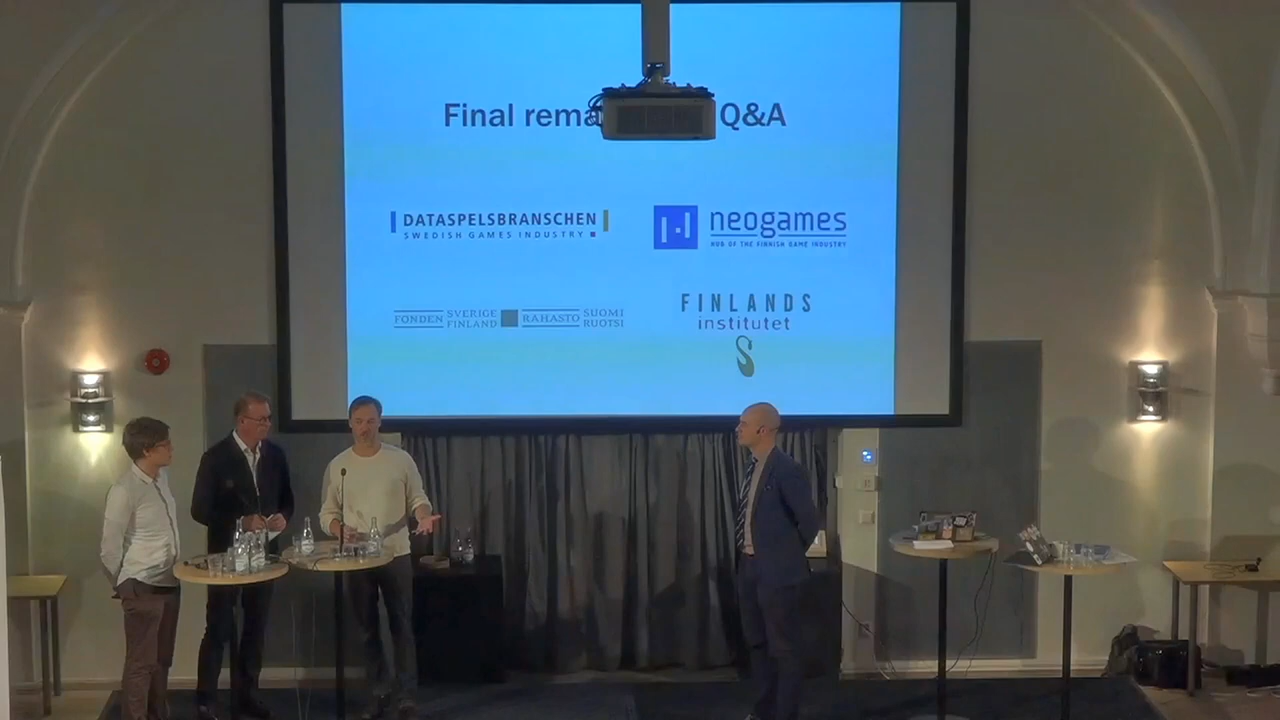 Final rema Q&A
DATASPELSBRANSCHEN
SWEDISH GAMES INDUSTRY
neogames
HUB OF THE FINNISH GAME INDUSTRY
FONDEN SVERIGE FINLAND RAHASTO SUOMI RUOTSI
FINLANDS
institutet